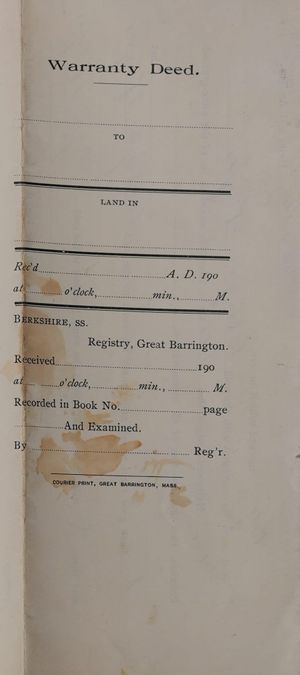 Warranty Deed.
TO
LAND IN
Rec'd............A. D. 190
at............o'clock,............min.,............M.
BERKSHIRE, SS.
Registry, Great Barrington.
Received............190
at............o'clock,............min.,............M.
Recorded in Book No.............page
............And Examined.
By............Reg'r.
COURIER PRINT, GREAT BARRINGTON, MASS.